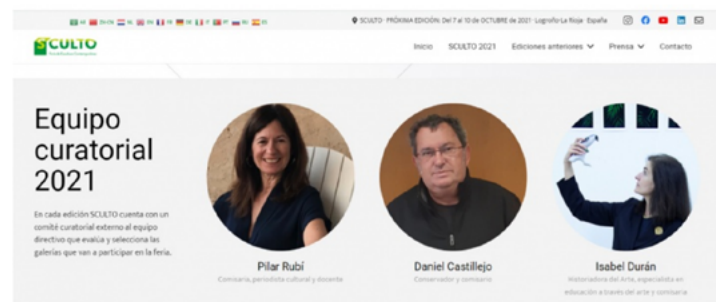 SCULTO · PRÓXIMA EDICIÓN: Del 7 al 10 de OCTUBRE de 2021 · Logroño-La Rioja · España
SCULTO
Inicio SCULTO 2021 Ediciones anteriores Prensa Contacto
Equipo
curatorial
2021
En cada edición SCULTO cuenta con un
comité curatorial externo al equipo
directivo que evalúa y selecciona las
galerías que van a participar en la feria.
Pilar Rubí
Comisaria, periodista cultural y docente
Daniel Castillejo
Conservador y comisario
Isabel Durán
Historiadora del Arte, especialista en
educación a través del arte y comisaria